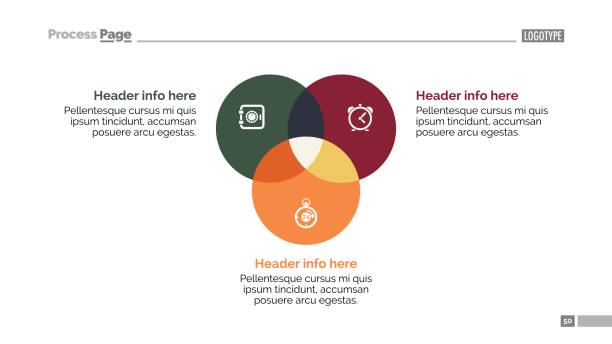 Process Page
LOGOTYPE
Header info here
Pellentesque cursus mi quis
ipsum tincidunt, accumsan
posuere arcu egestas.
Header info here
Pellentesque cursus mi quis
ipsum tincidunt, accumsan
posuere arcu egestas.
Header info here
Pellentesque cursus mi quis
ipsum tincidunt, accumsan
posuere arcu egestas.
50